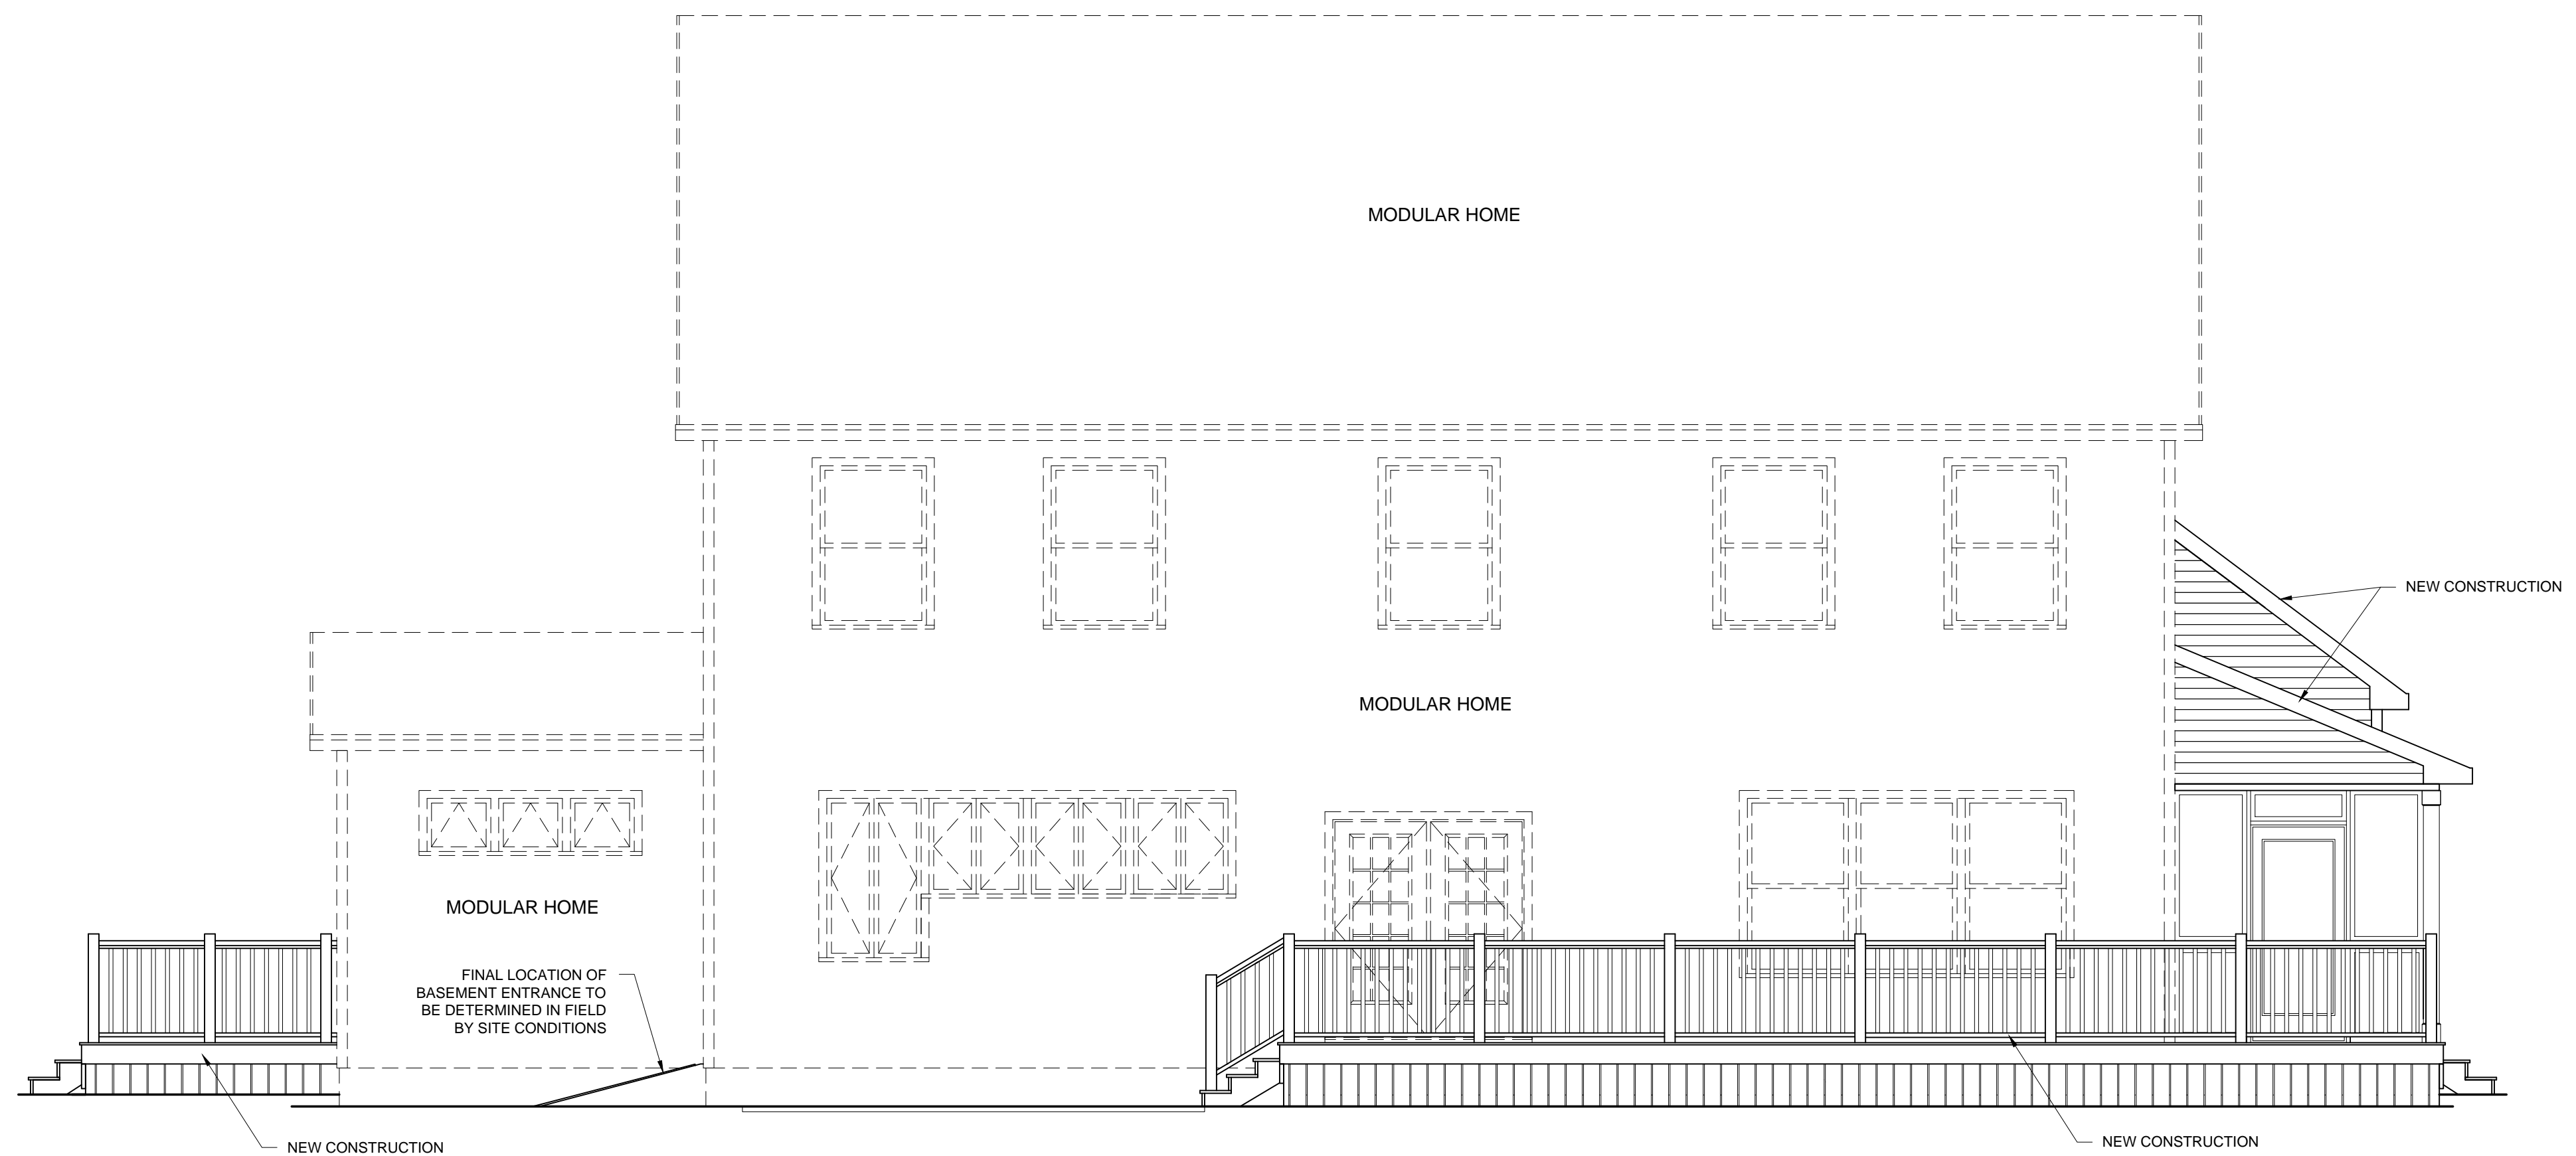 MODULAR HOME
NEW CONSTRUCTION
MODULAR HOME
MODULAR HOME
FINAL LOCATION OF
BASEMENT ENTRANCE TO
BE DETERMINED IN FIELD
BY SITE CONDITIONS
NEW CONSTRUCTION
NEW CONSTRUCTION